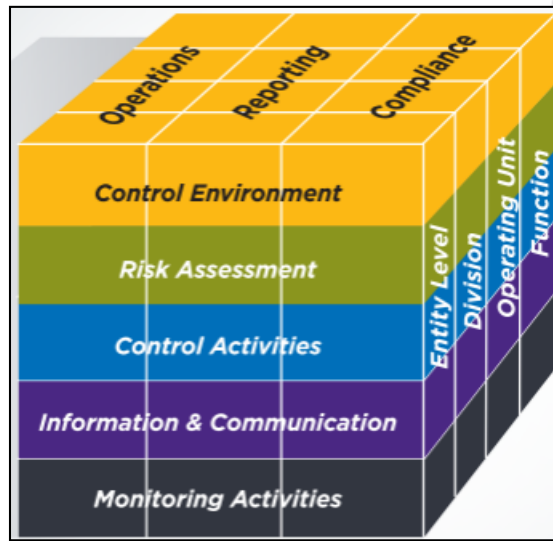 Operations
Reporting
Compliance
Control Environment
Risk Assessment
Control Activities
Information & Communication
Monitoring Activities
Entity Level
Division
Operating Unit
Function